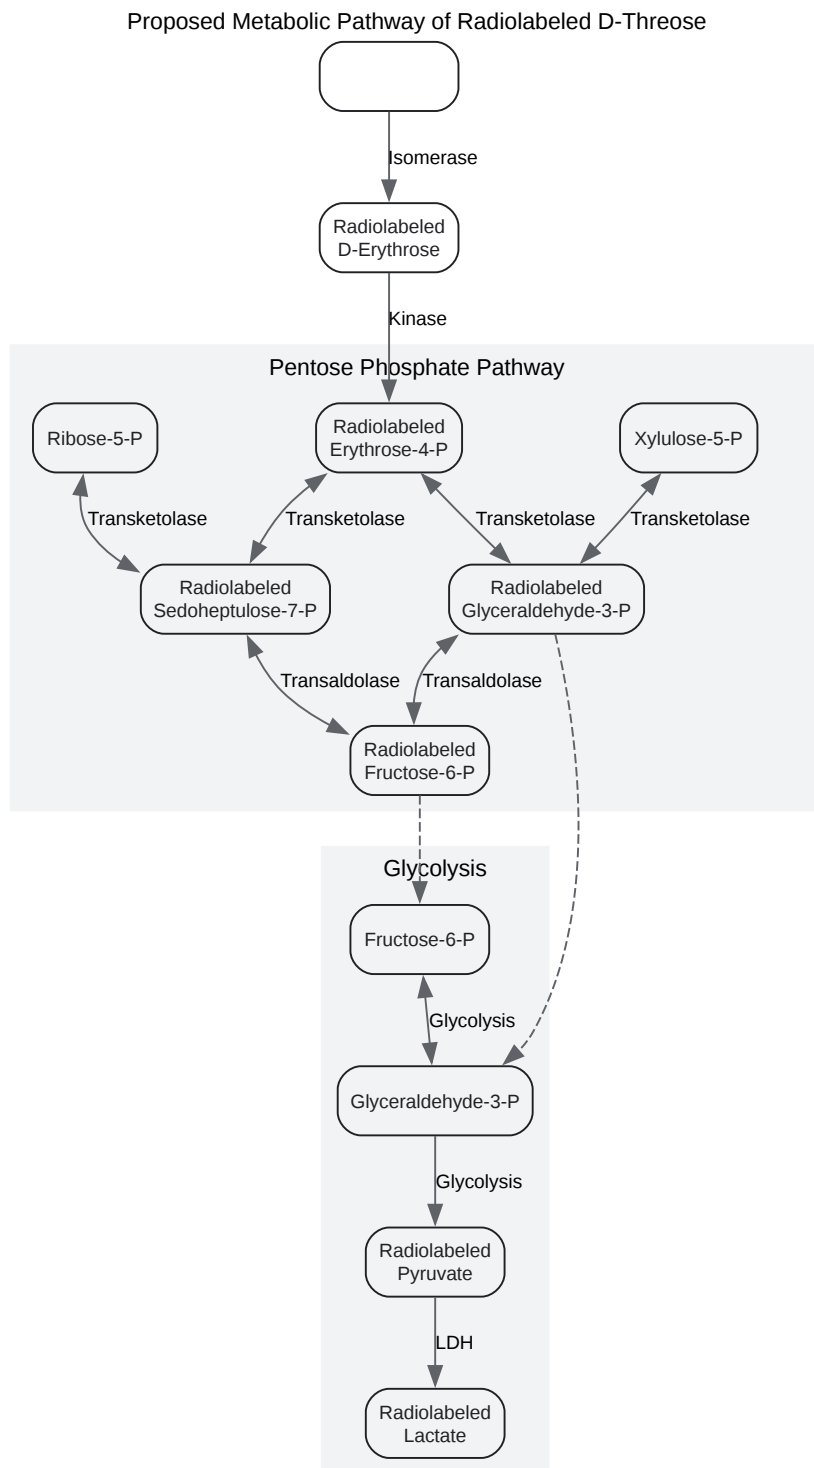 Proposed Metabolic Pathway of Radiolabeled D-Threose
Isomerase
Radiolabeled
D-Erythrose
Kinase
Pentose Phosphate Pathway
Ribose-5-P
Radiolabeled
Erythrose-4-P
Xylulose-5-P
Transketolase
Transketolase
Transketolase
Transketolase
Radiolabeled
Sedoheptulose-7-P
Radiolabeled
Glyceraldehyde-3-P
Transaldolase
Transaldolase
Radiolabeled
Fructose-6-P
Glycolysis
Fructose-6-P
Glycolysis
Glyceraldehyde-3-P
Glycolysis
Radiolabeled
Pyruvate
LDH
Radiolabeled
Lactate